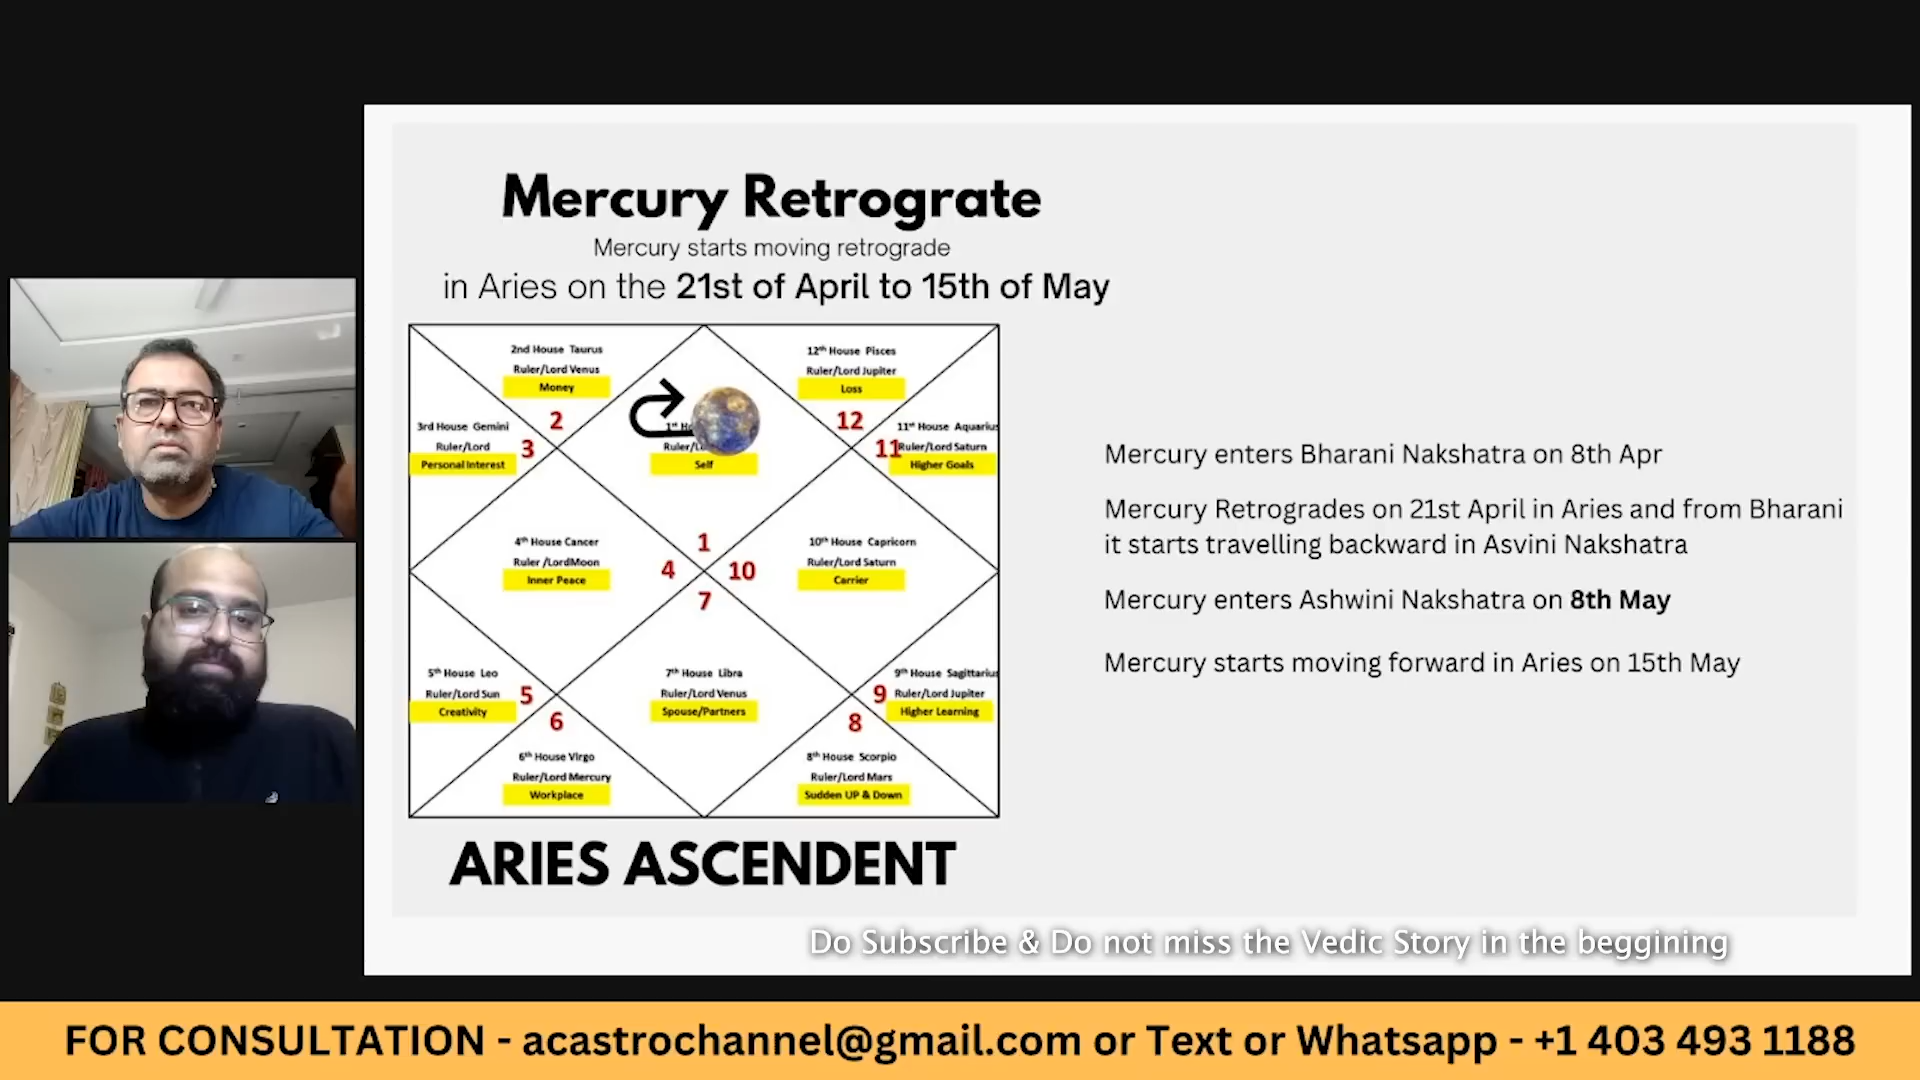 Mercury Retrograte
Mercury starts moving retrograde
in Aries on the 21st of April to 15th of May
2nd House Taurus
Ruler/Lord Venus
Money
2
12th House Pisces
Ruler/Lord Jupiter
Loss
12
3rd House Gemini
Ruler/Lord
Personal Interest
3
1st
Self
11th House Aquarius
11
Ruler/Lord Saturn
Higher Goals
4th House Cancer
Ruler /LordMoon
Inner Peace
1
4
10
7
10th House Capricorn
Ruler/Lord Saturn
Carrier
5th House Leo
Ruler/Lord Sun
Creativity
5
6
7th House Libra
Ruler/Lord Venus
Spouse/Partners
9th House Sagittarius
9
Ruler/Lord Jupiter
Higher Learning
8
6th House Virgo
Ruler/Lord Mercury
Workplace
8th House Scorpio
Ruler/Lord Mars
Sudden UP & Down
ARIES ASCENDENT
Mercury enters Bharani Nakshatra on 8th Apr
Mercury Retrogrades on 21st April in Aries and from Bharani
it starts travelling backward in Asvini Nakshatra
Mercury enters Ashwini Nakshatra on 8th May
Mercury starts moving forward in Aries on 15th May
Do Subscribe & Do not miss the Vedic Story in the beggining
FOR CONSULTATION - acastrochannel@gmail.com or Text or Whatsapp - +1 403 493 1188